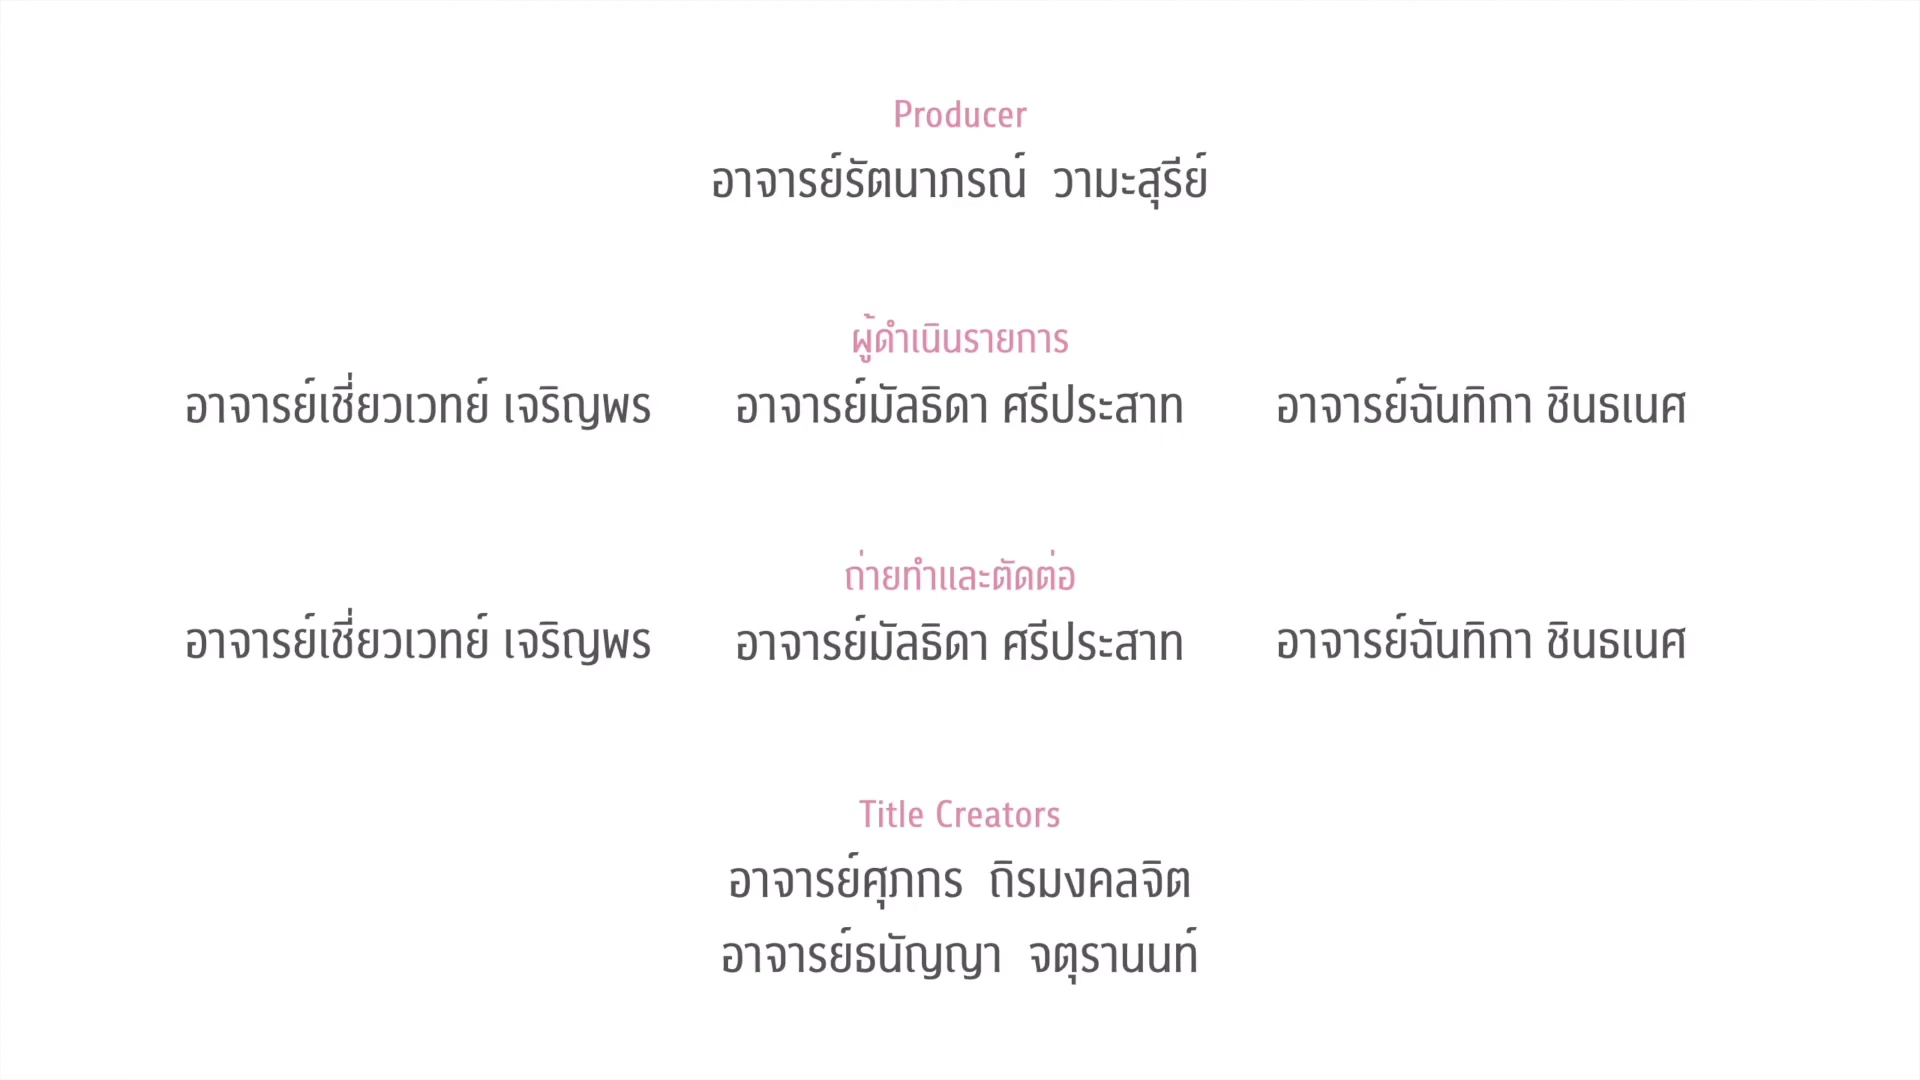 Producer
อาจารย์รัตนาภรณ์ วามะสุรีย์
ผู้ดำเนินรายการ
อาจารย์เชี่ยวเวทย์ เจริญพร อาจารย์มัลธิดา ศรีประสาท อาจารย์ฉันทิกา ชินธเนศ
ถ่ายทำและตัดต่อ
อาจารย์เชี่ยวเวทย์ เจริญพร อาจารย์มัลธิดา ศรีประสาท อาจารย์ฉันทิกา ชินธเนศ
Title Creators
อาจารย์ศุภกร ถิรมงคลจิต
อาจารย์ธนัญญา จตุรานนท์